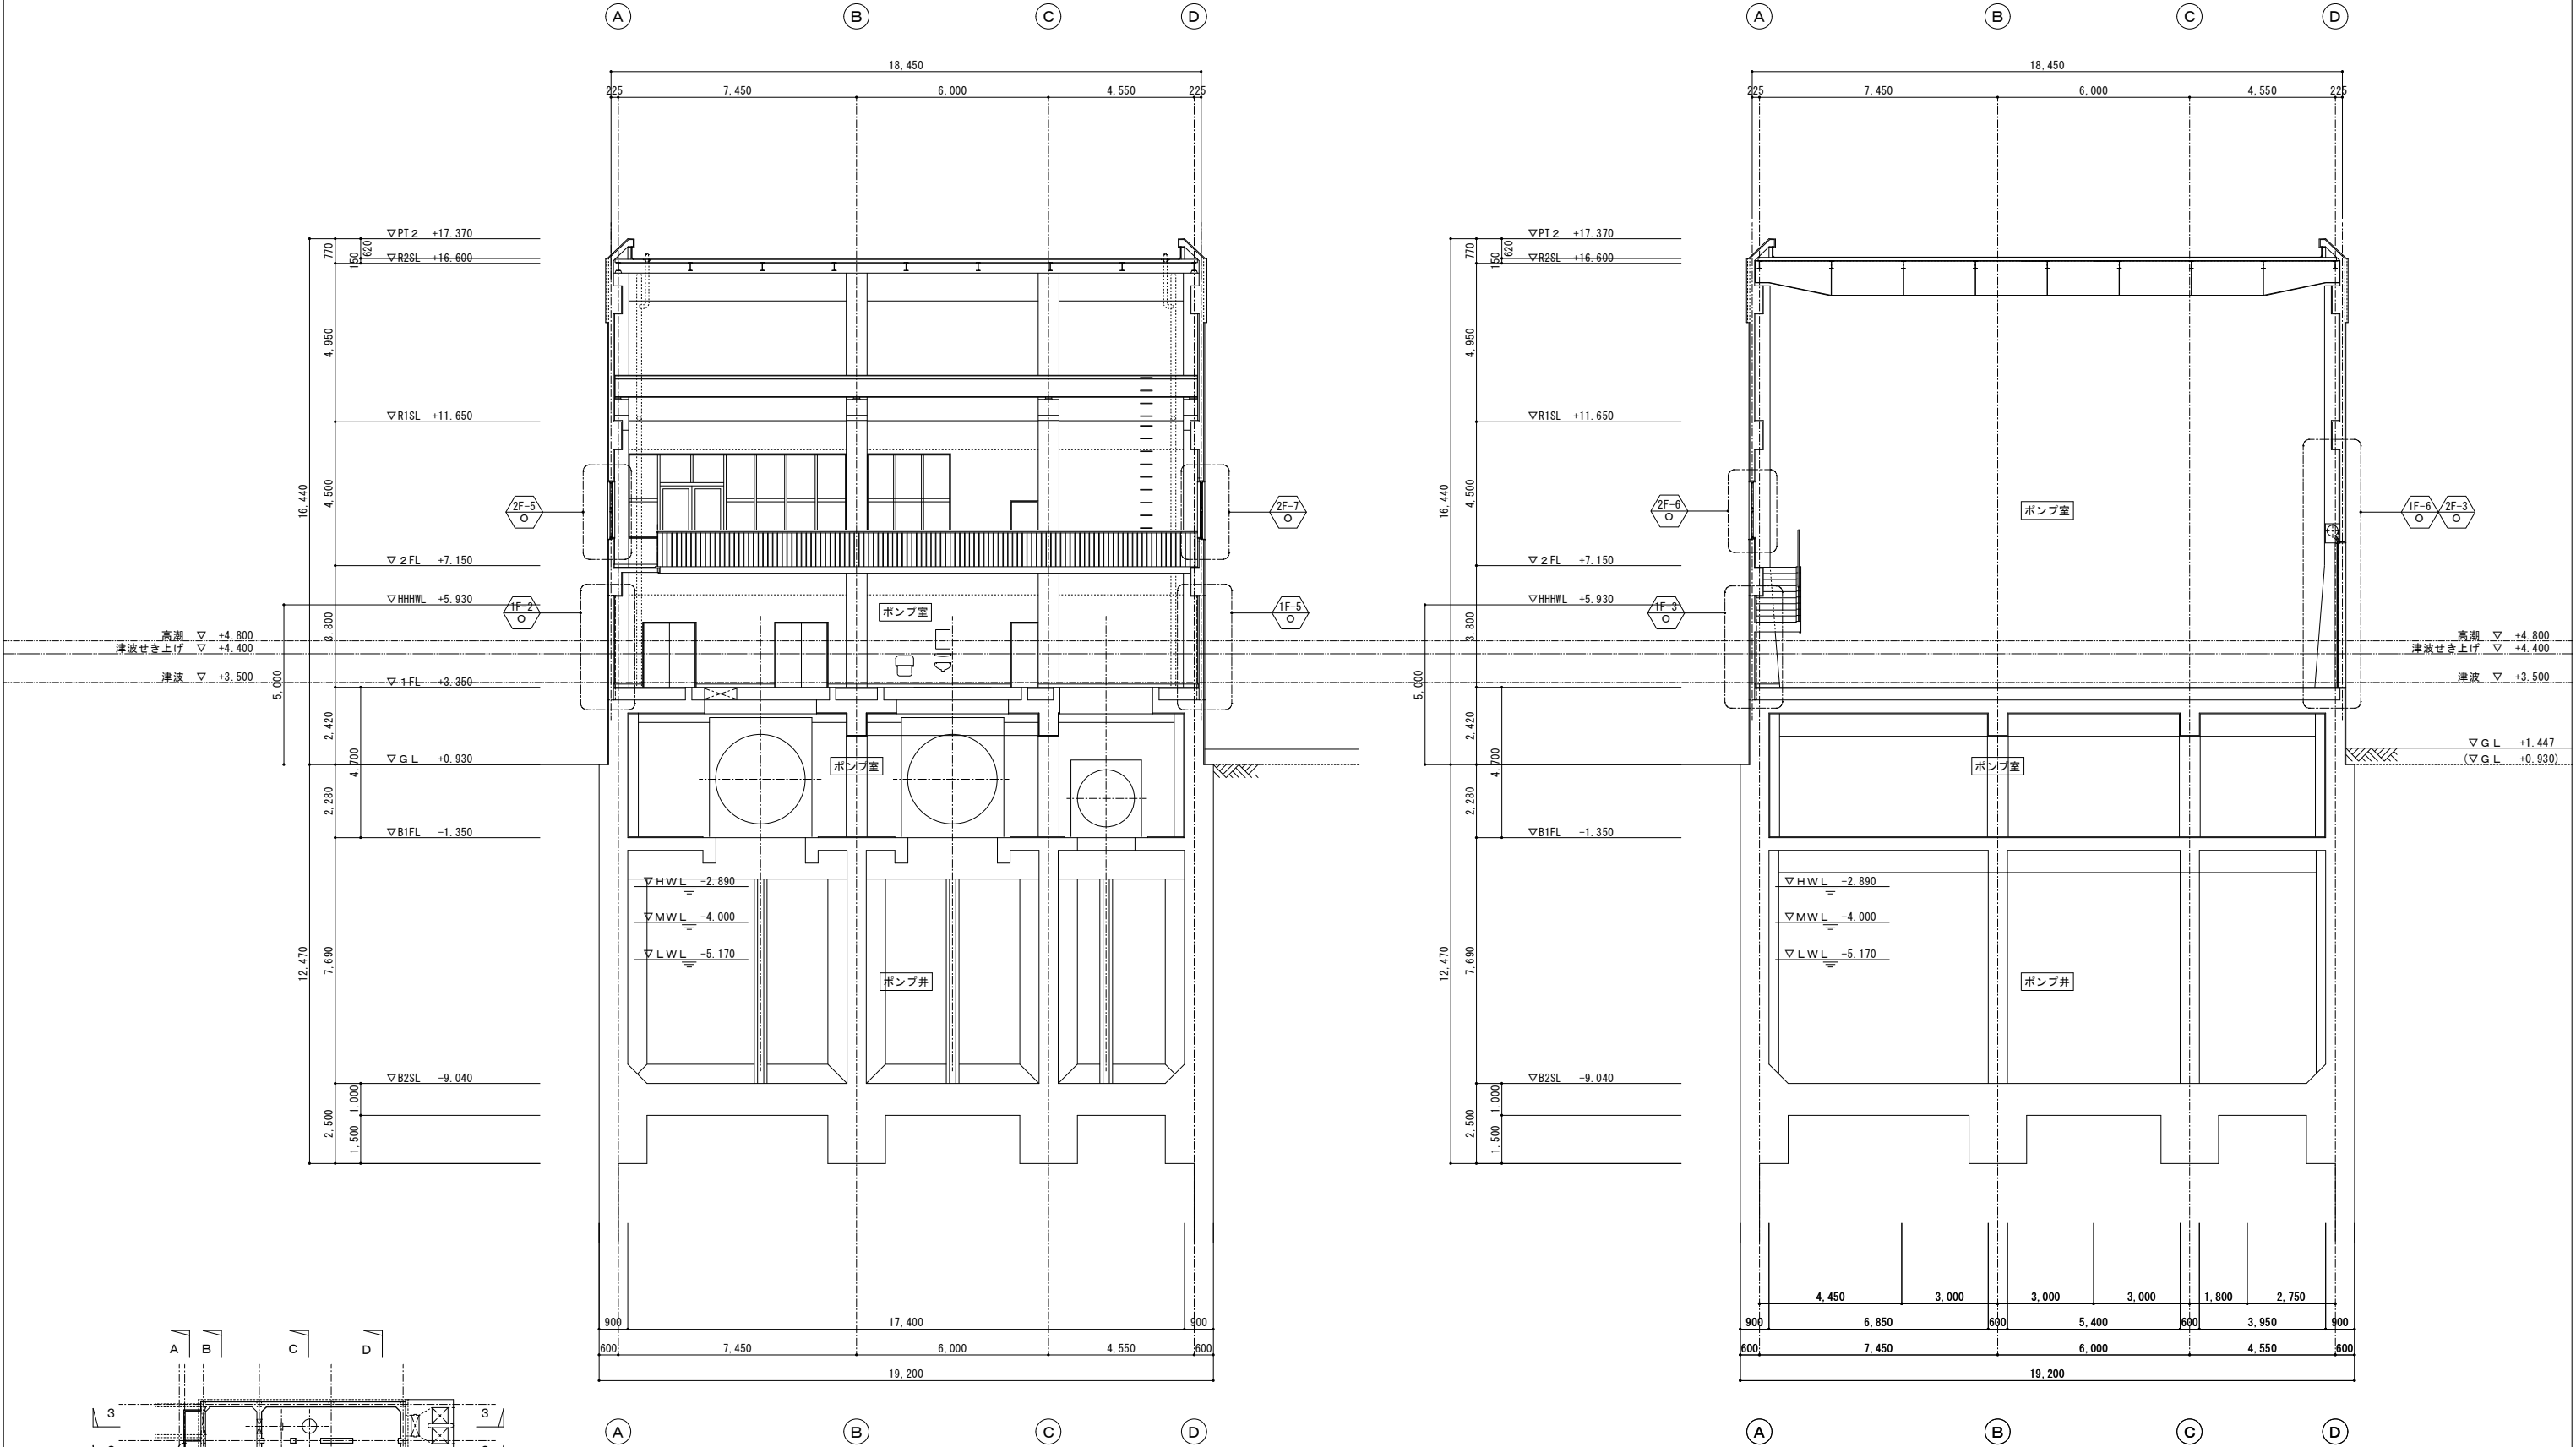 A B C D
18,450
225 7,450 6,000 4,550 225
▽PT2 +17.370
▽R2SL +16.600
770
150
620
4,950
▽R1SL +11.650
16,440
4,500
2F-5
O
2F-7
O
▽2FL +7.150
▽HHHWL +5.930
1F-2
O
ポンプ室
1F-5
O
3,800
高潮 ▽ +4.800
津波せき上げ ▽ +4.400
津波 ▽ +3.500
▽1FL +3.350
5,000
2,420
4,700
▽GL +0.930
ポンプ室
2,280
▽B1FL -1.350
▽HWL -2.890
▽MWL -4.000
▽LWL -5.170
ポンプ井
12,470
7,690
▽B2SL -9.040
2,500
1,000
1,500
900 17,400 900
600 7,450 6,000 4,550 600
19,200
A B C D
A B C D
18,450
225 7,450 6,000 4,550 225
▽PT2 +17.370
▽R2SL +16.600
770
150
620
4,950
▽R1SL +11.650
16,440
4,500
2F-6
O
ポンプ室
1F-6
O
2F-3
O
▽2FL +7.150
▽HHHWL +5.930
1F-3
O
3,800
高潮 ▽ +4.800
津波せき上げ ▽ +4.400
津波 ▽ +3.500
5,000
2,420
4,700
▽GL +1.447
(▽GL +0.930)
ポンプ室
2,280
▽B1FL -1.350
▽HWL -2.890
▽MWL -4.000
▽LWL -5.170
ポンプ井
12,470
7,690
▽B2SL -9.040
2,500
1,000
1,500
4,450 3,000 3,000 3,000 1,800 2,750
900 6,850 600 5,400 600 3,950 900
600 7,450 6,000 4,550 600
19,200
A B C D
A B C D
3 3